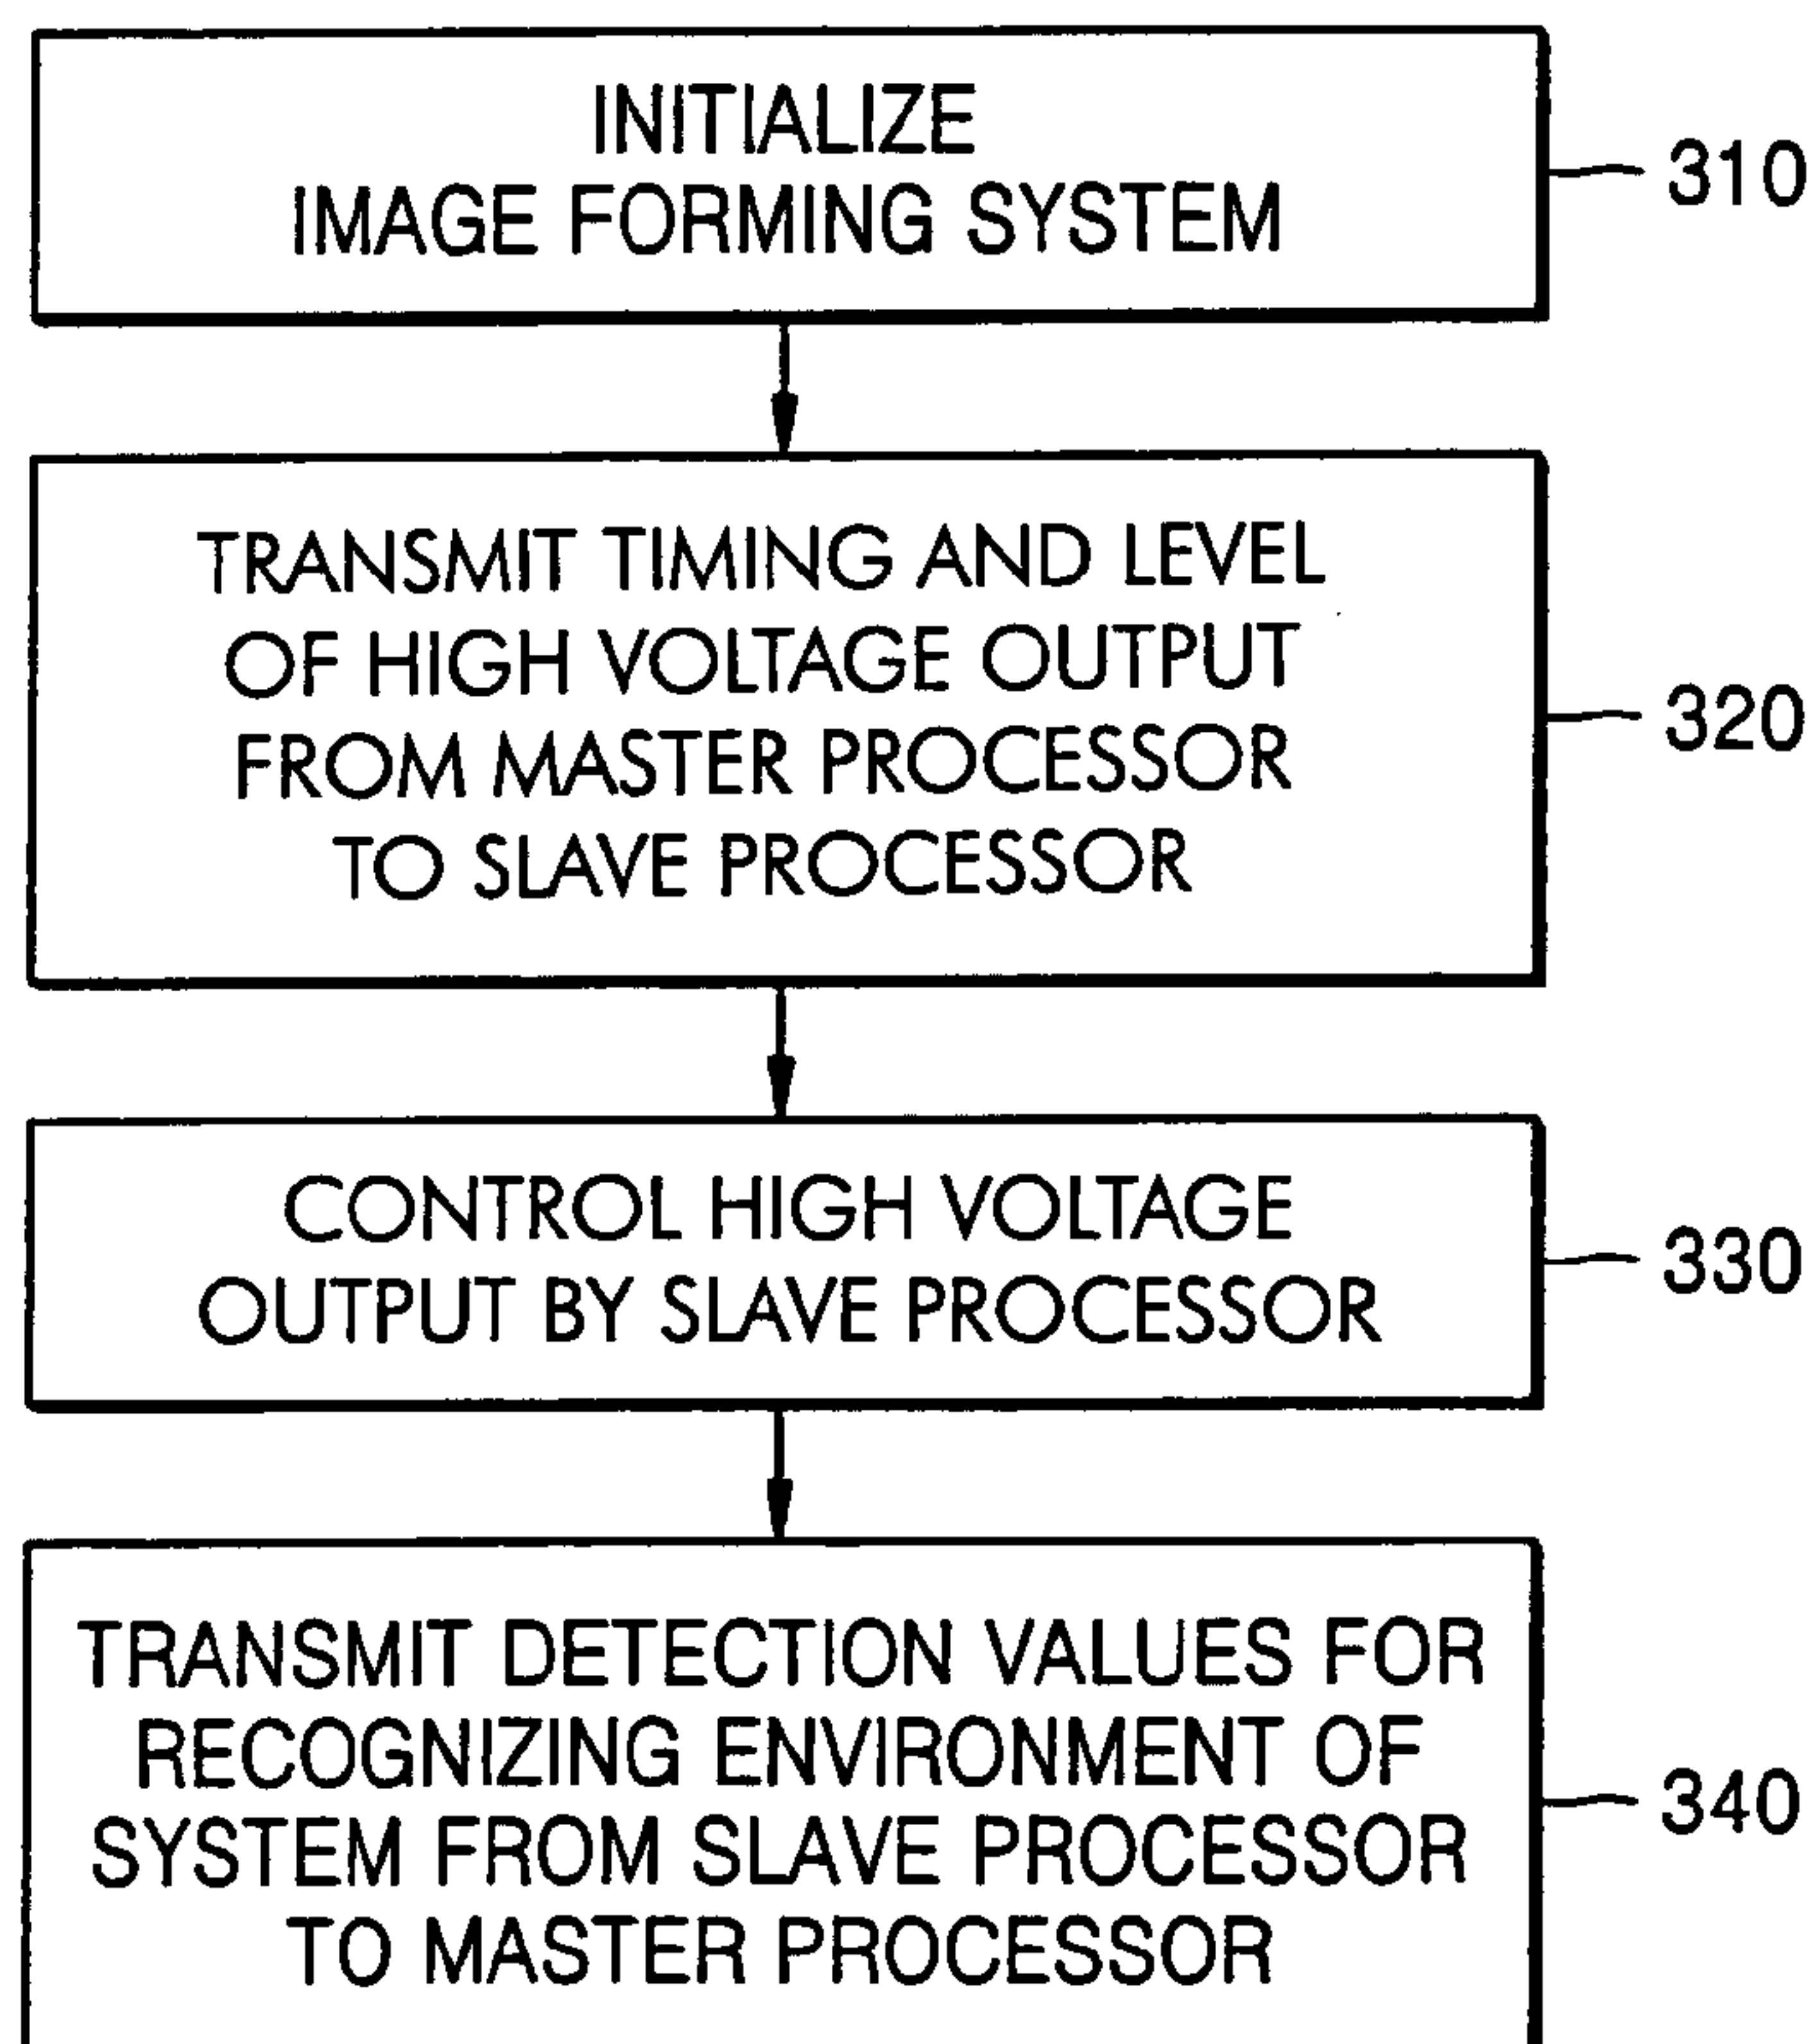 INITIALIZE
IMAGE FORMING SYSTEM
310
TRANSMIT TIMING AND LEVEL
OF HIGH VOLTAGE OUTPUT
FROM MASTER PROCESSOR
TO SLAVE PROCESSOR
320
CONTROL HIGH VOLTAGE
OUTPUT BY SLAVE PROCESSOR
330
TRANSMIT DETECTION VALUES FOR
RECOGNIZING ENVIRONMENT OF
SYSTEM FROM SLAVE PROCESSOR
TO MASTER PROCESSOR
340